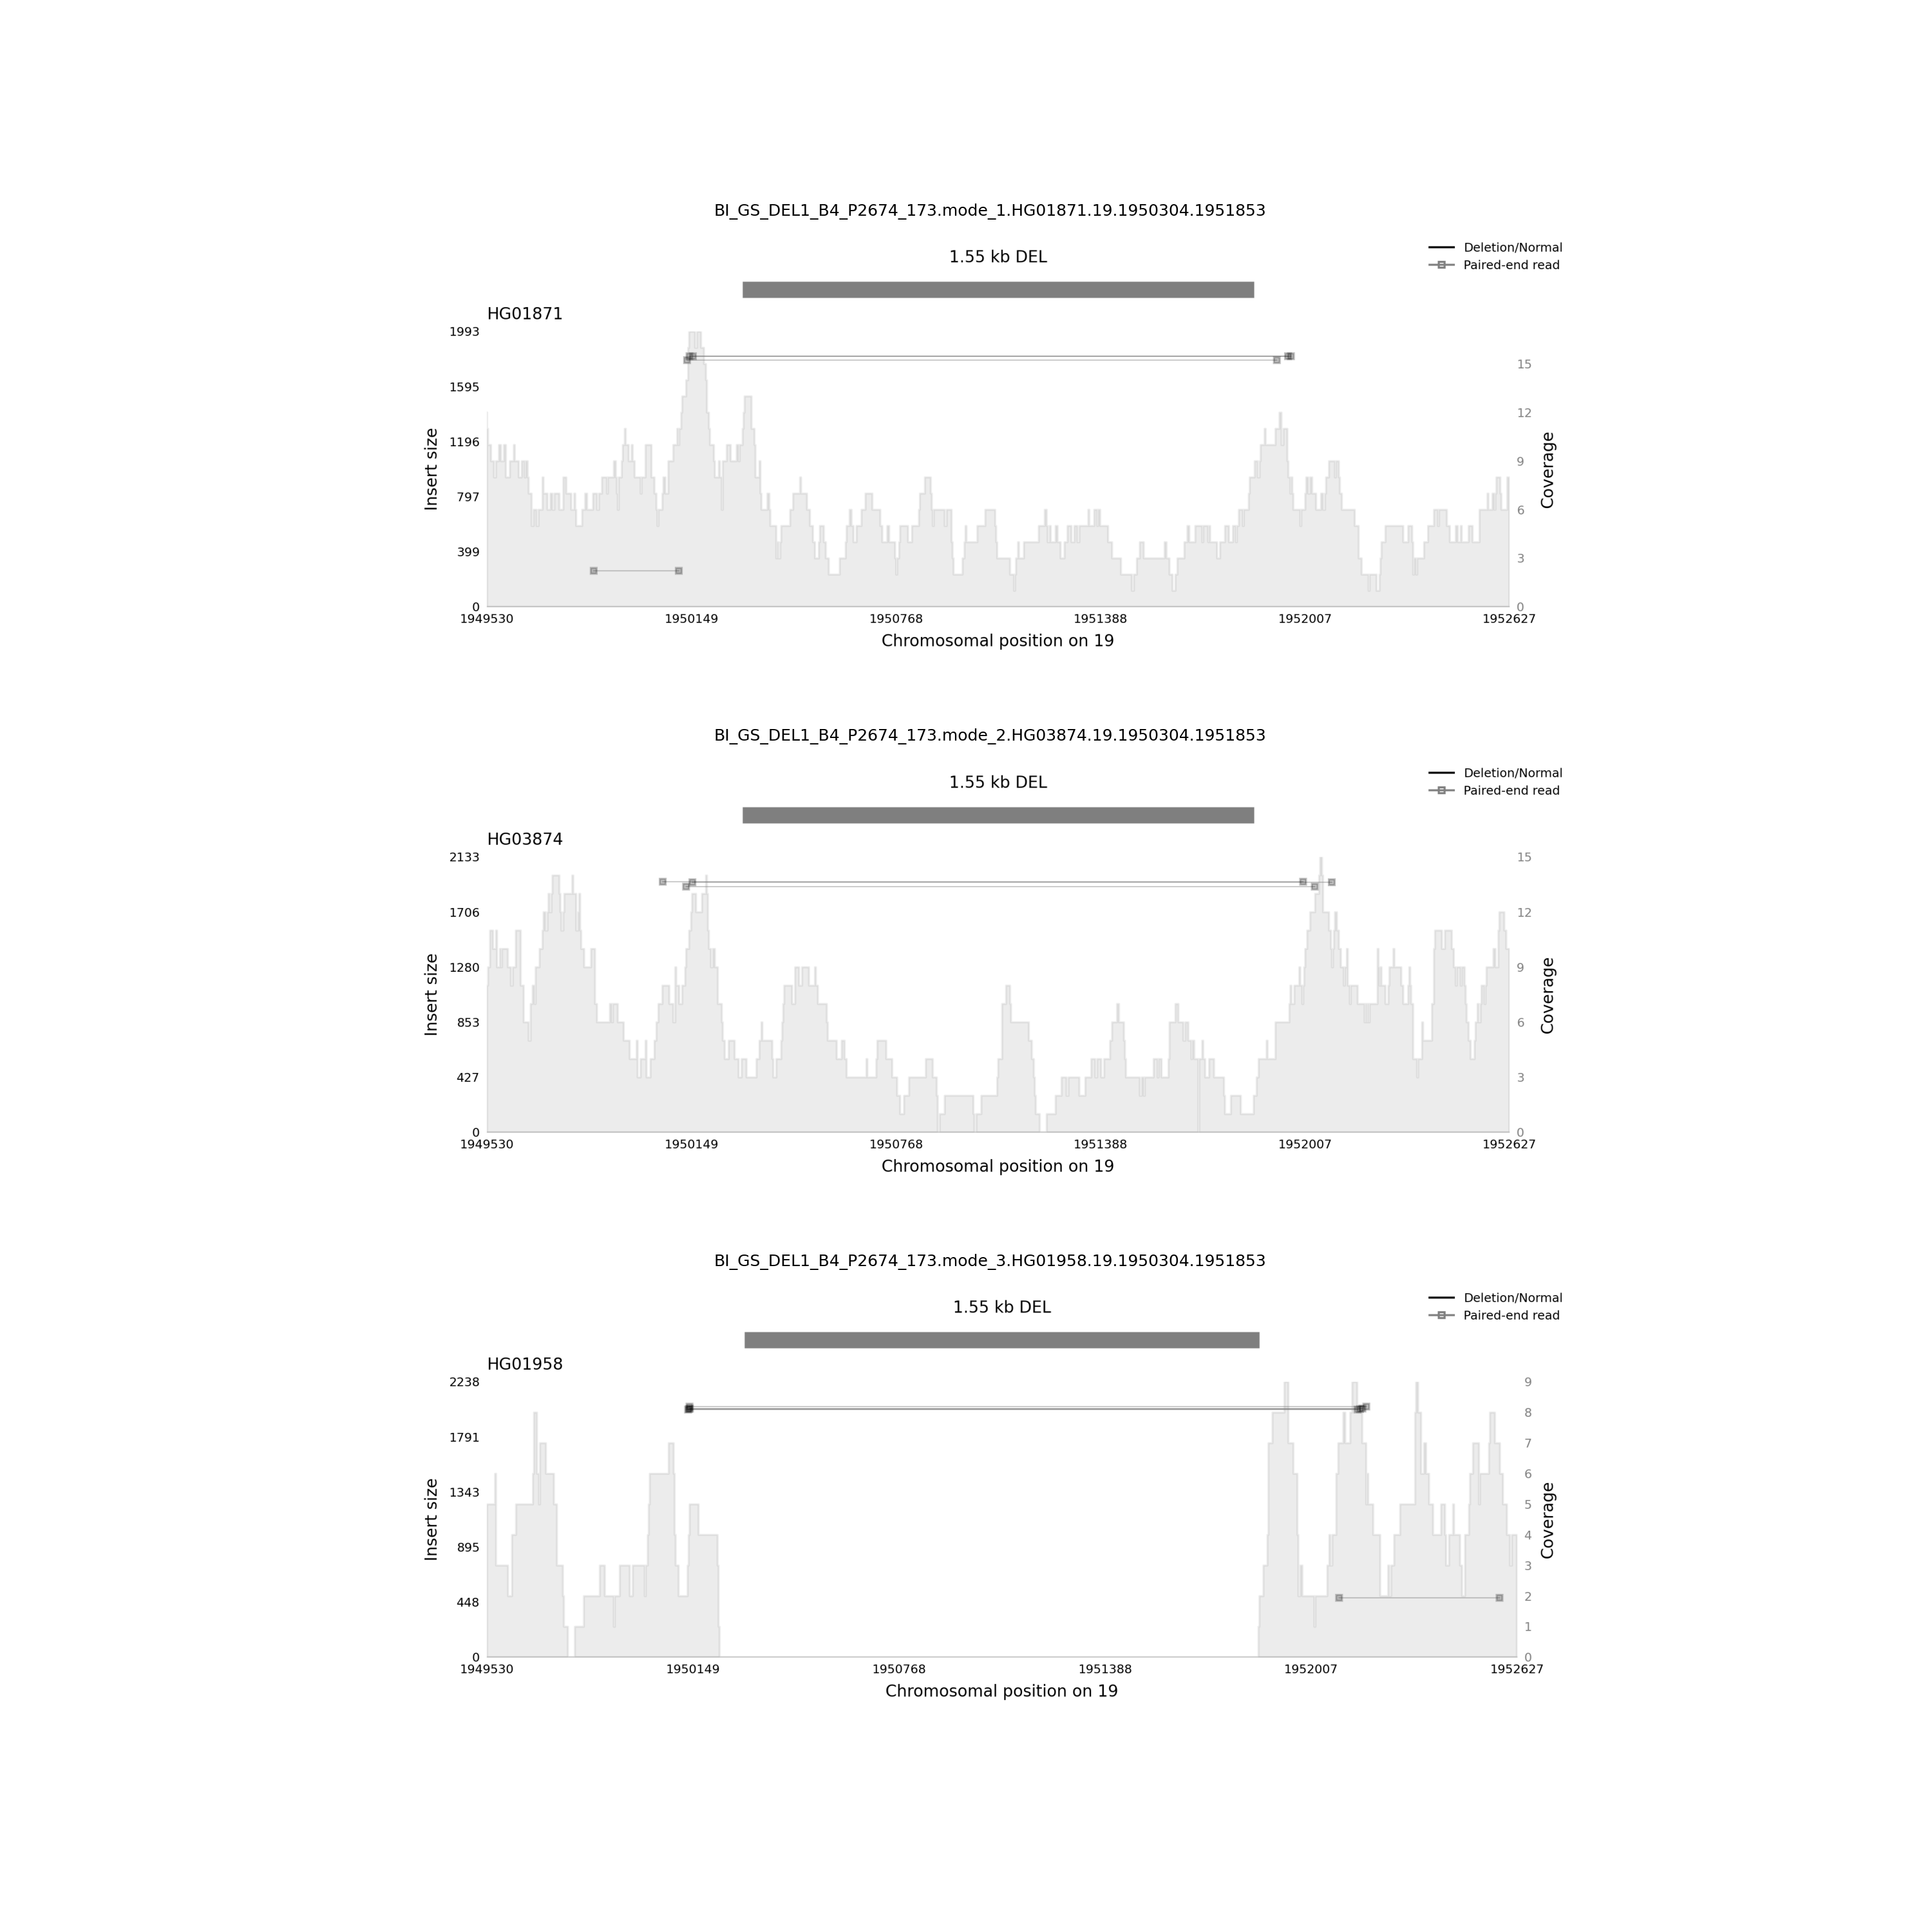 BI_GS_DEL1_B4_P2674_173.mode_1.HG01871.19.1950304.1951853
1.55 kb DEL
Deletion/Normal
Paired-end read
HG01871
1993
1595
1196
797
399
0
Insert size
15
12
9
6
3
0
Coverage
1949530 1950149 1950768 1951388 1952007 1952627
Chromosomal position on 19
BI_GS_DEL1_B4_P2674_173.mode_2.HG03874.19.1950304.1951853
1.55 kb DEL
Deletion/Normal
Paired-end read
HG03874
2133
1706
1280
853
427
0
Insert size
15
12
9
6
3
0
Coverage
1949530 1950149 1950768 1951388 1952007 1952627
Chromosomal position on 19
BI_GS_DEL1_B4_P2674_173.mode_3.HG01958.19.1950304.1951853
1.55 kb DEL
Deletion/Normal
Paired-end read
HG01958
2238
1791
1343
895
448
0
Insert size
9
8
7
6
5
4
3
2
1
0
Coverage
1949530 1950149 1950768 1951388 1952007 1952627
Chromosomal position on 19